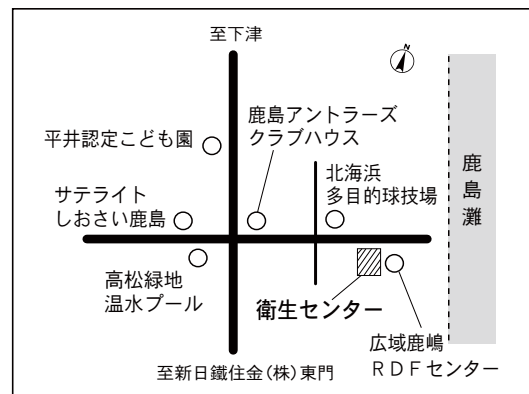 至下津
N
鹿島アントラーズ
クラブハウス
平井認定こども園
北海浜
多目的球技場
鹿島灘
サテライト
しおさい鹿島
高松緑地
温水プール
衛生センター
広域鹿嶋
RDFセンター
至新日鐵住金(株)東門